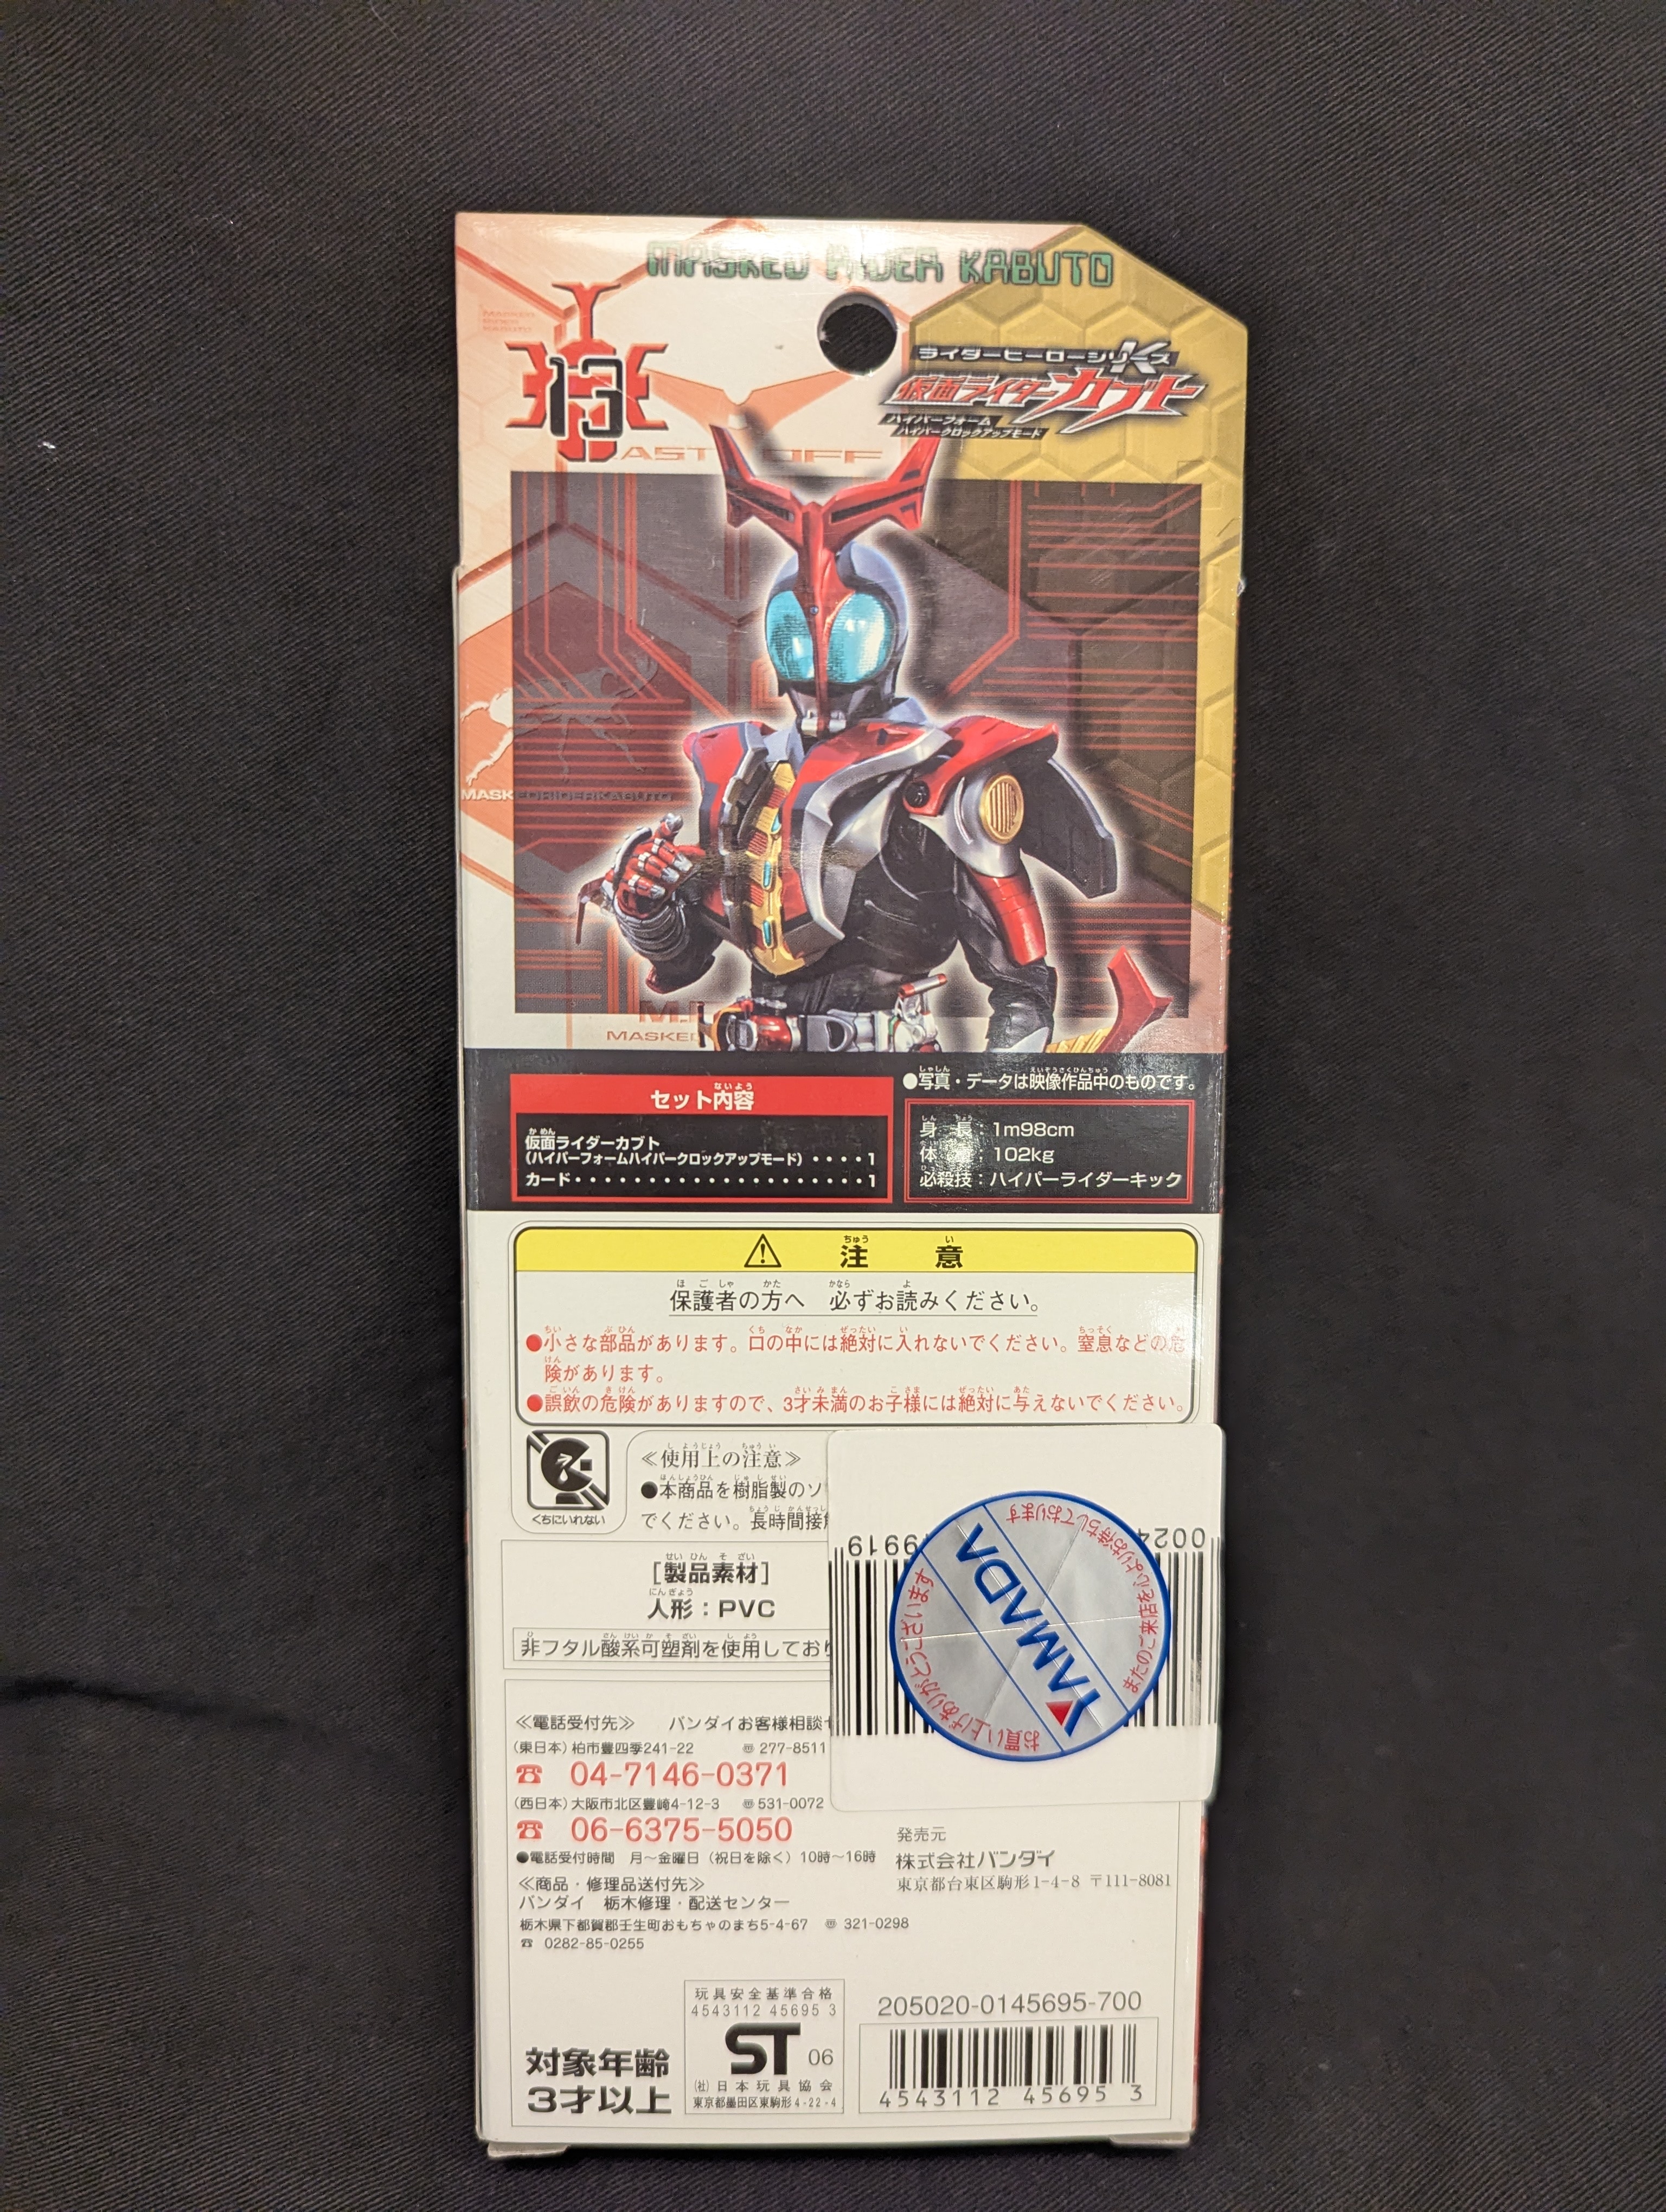 MASKED RIDER KABUTO
MASKED
RIDER
KABUTO
13
ライダーヒーローシリーズK
仮面ライダーカブト
ハイパーフォーム
ハイパークロックアップモード
AST OFF
MASKEDRIDERKABUTO
M.
MASKE
セット内容
仮面ライダーカブト
(ハイパーフォームハイパークロックアップモード)・・・・1
カード・・・・・・・・・・・・・・・・・・・・1
●写真・データは映像作品中のものです。
身長：1m98cm
体重：102kg
必殺技：ハイパーライダーキック
⚠ 注意
保護者の方へ 必ずお読みください。
●小さな部品があります。口の中には絶対に入れないでください。窒息などの危
険があります。
●誤飲の危険がありますので、3才未満のお子様には絶対に与えないでください。
くちにいれない
≪使用上の注意≫
●本商品を樹脂製のソ
でください。長時間接触
[製品素材]
人形：PVC
非フタル酸系可塑剤を使用しており
9919
0024
YAMADA
お買い上げありがとうございます
またのご来店を心よりお待ちしております
≪電話受付先≫ バンダイお客様相談セ
(東日本)柏市豊四季241-22 〒277-8511
☎ 04-7146-0371
(西日本)大阪市北区豊崎4-12-3 〒531-0072
☎ 06-6375-5050
●電話受付時間 月～金曜日(祝日を除く)10時～16時
≪商品・修理品送付先≫
バンダイ 栃木修理・配送センター
栃木県下都賀郡壬生町おもちゃのまち5-4-67 〒321-0298
☎ 0282-85-0255
発売元
株式会社バンダイ
東京都台東区駒形1-4-8 〒111-8081
対象年齢
3才以上
玩具安全基準合格
4543112 45695 3
ST 06
(社)日本玩具協会
東京都墨田区東駒形4-22-4
205020-0145695-700
4543112 45695 3